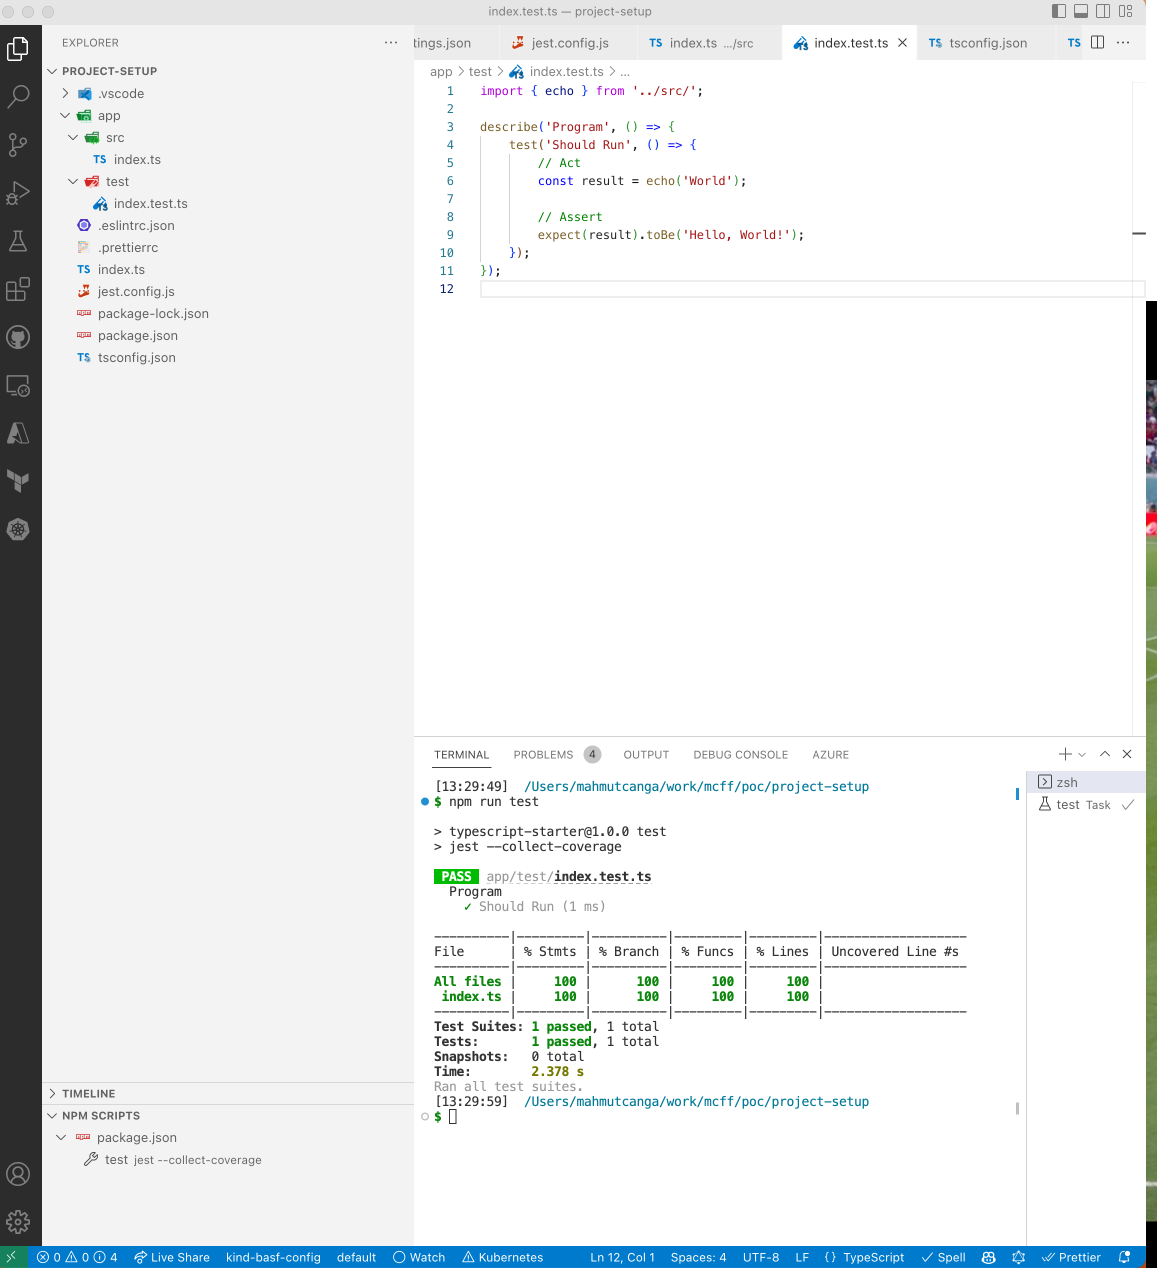 index.test.ts — project-setup
EXPLORER
tings.json
jest.config.js
TS index.ts .../src
index.test.ts
TS tsconfig.json
TS
PROJECT-SETUP
.vscode
app
src
TS index.ts
test
index.test.ts
.eslintrc.json
.prettierrc
TS index.ts
jest.config.js
package-lock.json
package.json
TS tsconfig.json
app > test > index.test.ts > ...
1 import { echo } from '../src/';
2
3 describe('Program', () => {
4 test('Should Run', () => {
5 // Act
6 const result = echo('World');
7
8 // Assert
9 expect(result).toBe('Hello, World!');
10 });
11 });
12
TERMINAL PROBLEMS 4 OUTPUT DEBUG CONSOLE AZURE
[13:29:49] /Users/mahmutcanga/work/mcff/poc/project-setup
$ npm run test
> typescript-starter@1.0.0 test
> jest --collect-coverage
PASS app/test/index.test.ts
Program
✓ Should Run (1 ms)
----------|---------|----------|---------|---------|-------------------
File | % Stmts | % Branch | % Funcs | % Lines | Uncovered Line #s
----------|---------|----------|---------|---------|-------------------
All files | 100 | 100 | 100 | 100 |
index.ts | 100 | 100 | 100 | 100 |
----------|---------|----------|---------|---------|-------------------
Test Suites: 1 passed, 1 total
Tests: 1 passed, 1 total
Snapshots: 0 total
Time: 2.378 s
Ran all test suites.
[13:29:59] /Users/mahmutcanga/work/mcff/poc/project-setup
$
zsh
test Task
TIMELINE
NPM SCRIPTS
package.json
test jest --collect-coverage
0 0 4 Live Share kind-basf-config default Watch Kubernetes Ln 12, Col 1 Spaces: 4 UTF-8 LF {} TypeScript Spell Prettier